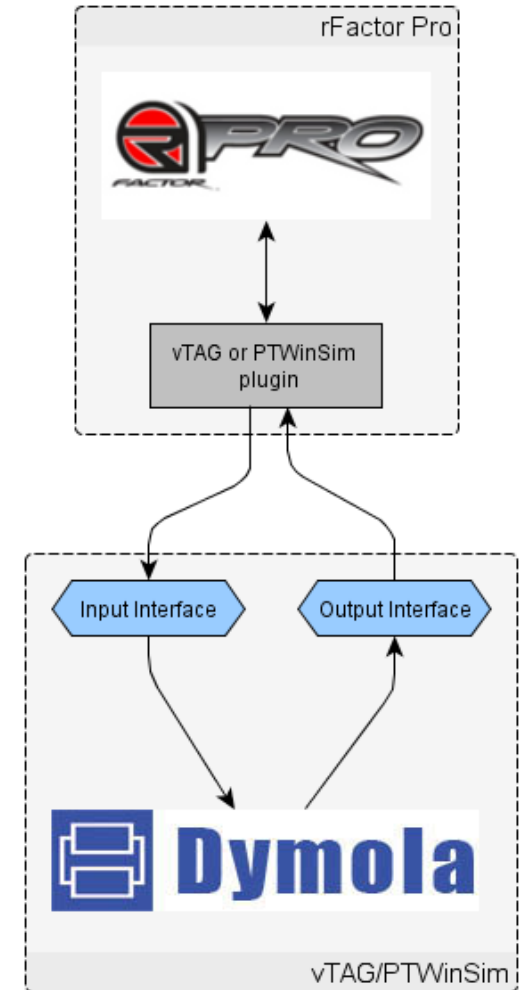 rFactor Pro
R PRO
FACTOR
vTAG or PTWinSim
plugin
Input Interface
Output Interface
Dymola
vTAG/PTWinSim